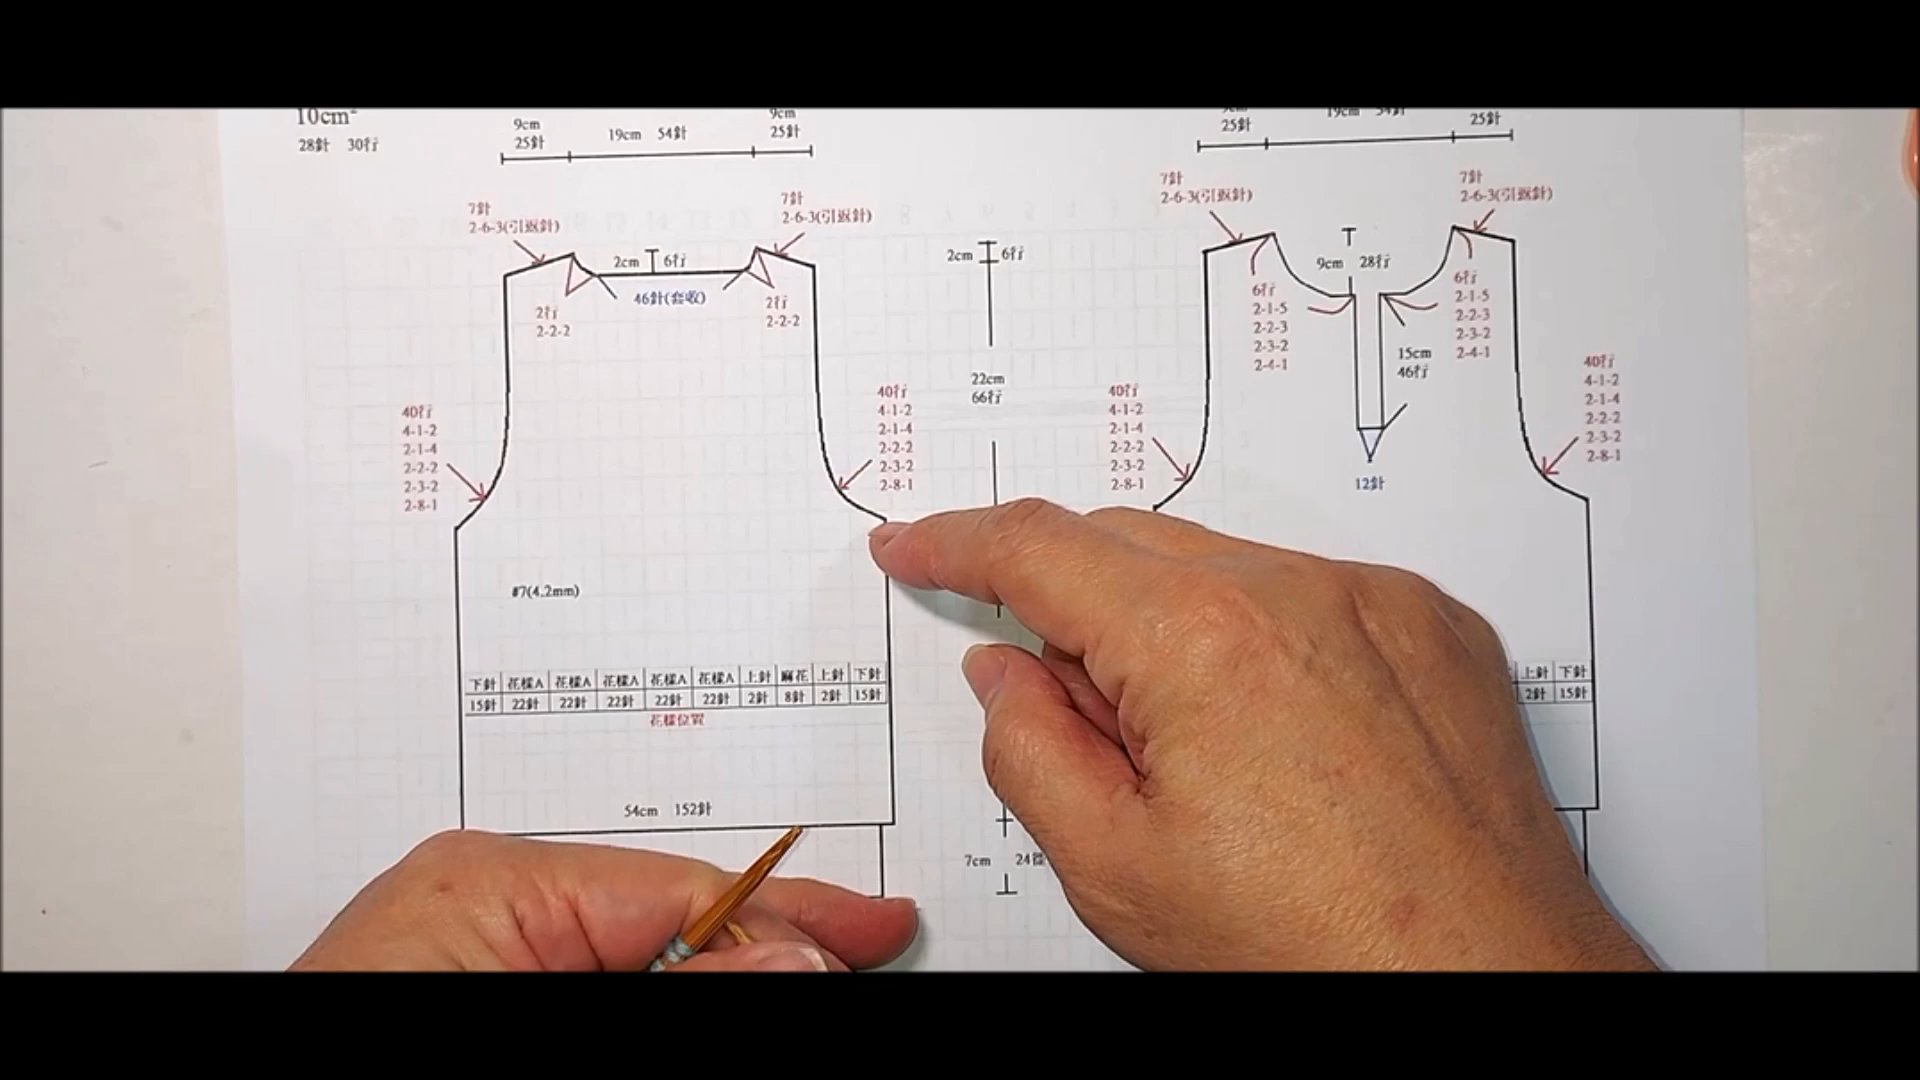 10cm²
28針 30行
9cm
25針
19cm 54針
9cm
25針
7針
2-6-3(引返針)
7針
2-6-3(引返針)
2cm 6行
46針(套收)
2行
2-2-2
2行
2-2-2
40行
4-1-2
2-1-4
2-2-2
2-3-2
2-8-1
40行
4-1-2
2-1-4
2-2-2
2-3-2
2-8-1
#7(4.2mm)
下針 花樣A 花樣A 花樣A 花樣A 花樣A 上針 麻花 上針 下針
15針 22針 22針 22針 22針 22針 2針 8針 2針 15針
花樣位置
54cm 152針
2cm 6行
22cm
66行
7cm 24
25針
19cm 54針
25針
7針
2-6-3(引返針)
7針
2-6-3(引返針)
9cm 28行
6行
2-1-5
2-2-3
2-3-2
2-4-1
6行
2-1-5
2-2-3
2-3-2
2-4-1
15cm
46行
12針
40行
4-1-2
2-1-4
2-2-2
2-3-2
2-8-1
40行
4-1-2
2-1-4
2-2-2
2-3-2
2-8-1
上針 下針
2針 15針